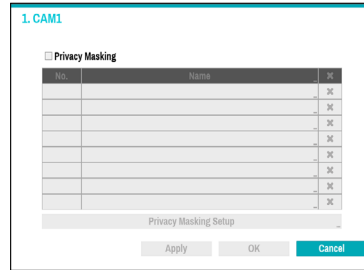 1. CAM1
Privacy Masking
No. Name
Privacy Masking Setup
Apply OK Cancel